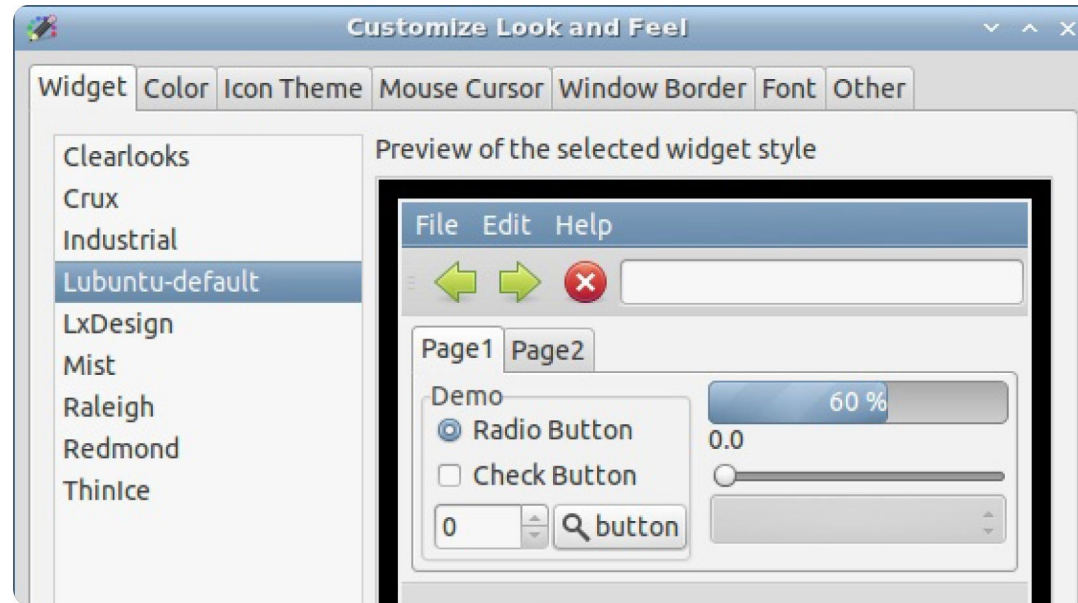 Customize Look and Feel
Widget Color Icon Theme Mouse Cursor Window Border Font Other
Clearlooks
Crux
Industrial
Lubuntu-default
LxDesign
Mist
Raleigh
Redmond
ThinIce
Preview of the selected widget style
File Edit Help
Page1 Page2
Demo
Radio Button
Check Button
0 button
60 %
0.0